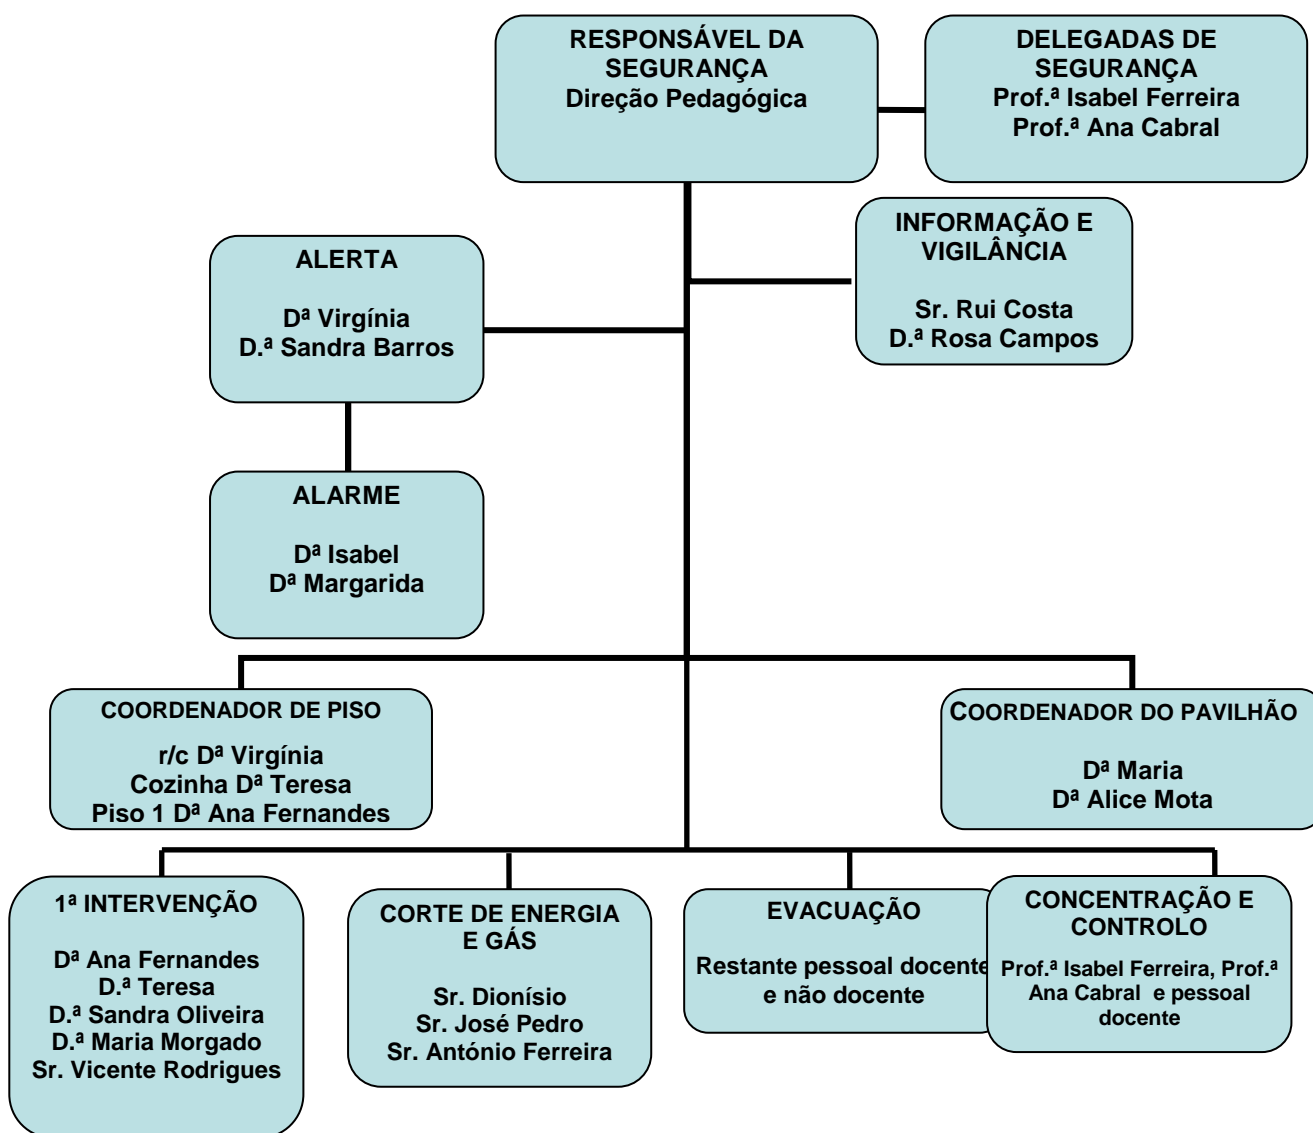 RESPONSÁVEL DA
SEGURANÇA
Direção Pedagógica
DELEGADAS DE
SEGURANÇA
Prof.ª Isabel Ferreira
Prof.ª Ana Cabral
INFORMAÇÃO E
VIGILÂNCIA
Sr. Rui Costa
D.ª Rosa Campos
ALERTA
Dª Virgínia
D.ª Sandra Barros
ALARME
Dª Isabel
Dª Margarida
COORDENADOR DE PISO
r/c Dª Virgínia
Cozinha Dª Teresa
Piso 1 Dª Ana Fernandes
COORDENADOR DO PAVILHÃO
Dª Maria
Dª Alice Mota
1ª INTERVENÇÃO
Dª Ana Fernandes
D.ª Teresa
D.ª Sandra Oliveira
D.ª Maria Morgado
Sr. Vicente Rodrigues
CORTE DE ENERGIA
E GÁS
Sr. Dionísio
Sr. José Pedro
Sr. António Ferreira
EVACUAÇÃO
Restante pessoal docente
e não docente
CONCENTRAÇÃO E
CONTROLO
Prof.ª Isabel Ferreira, Prof.ª
Ana Cabral e pessoal
docente